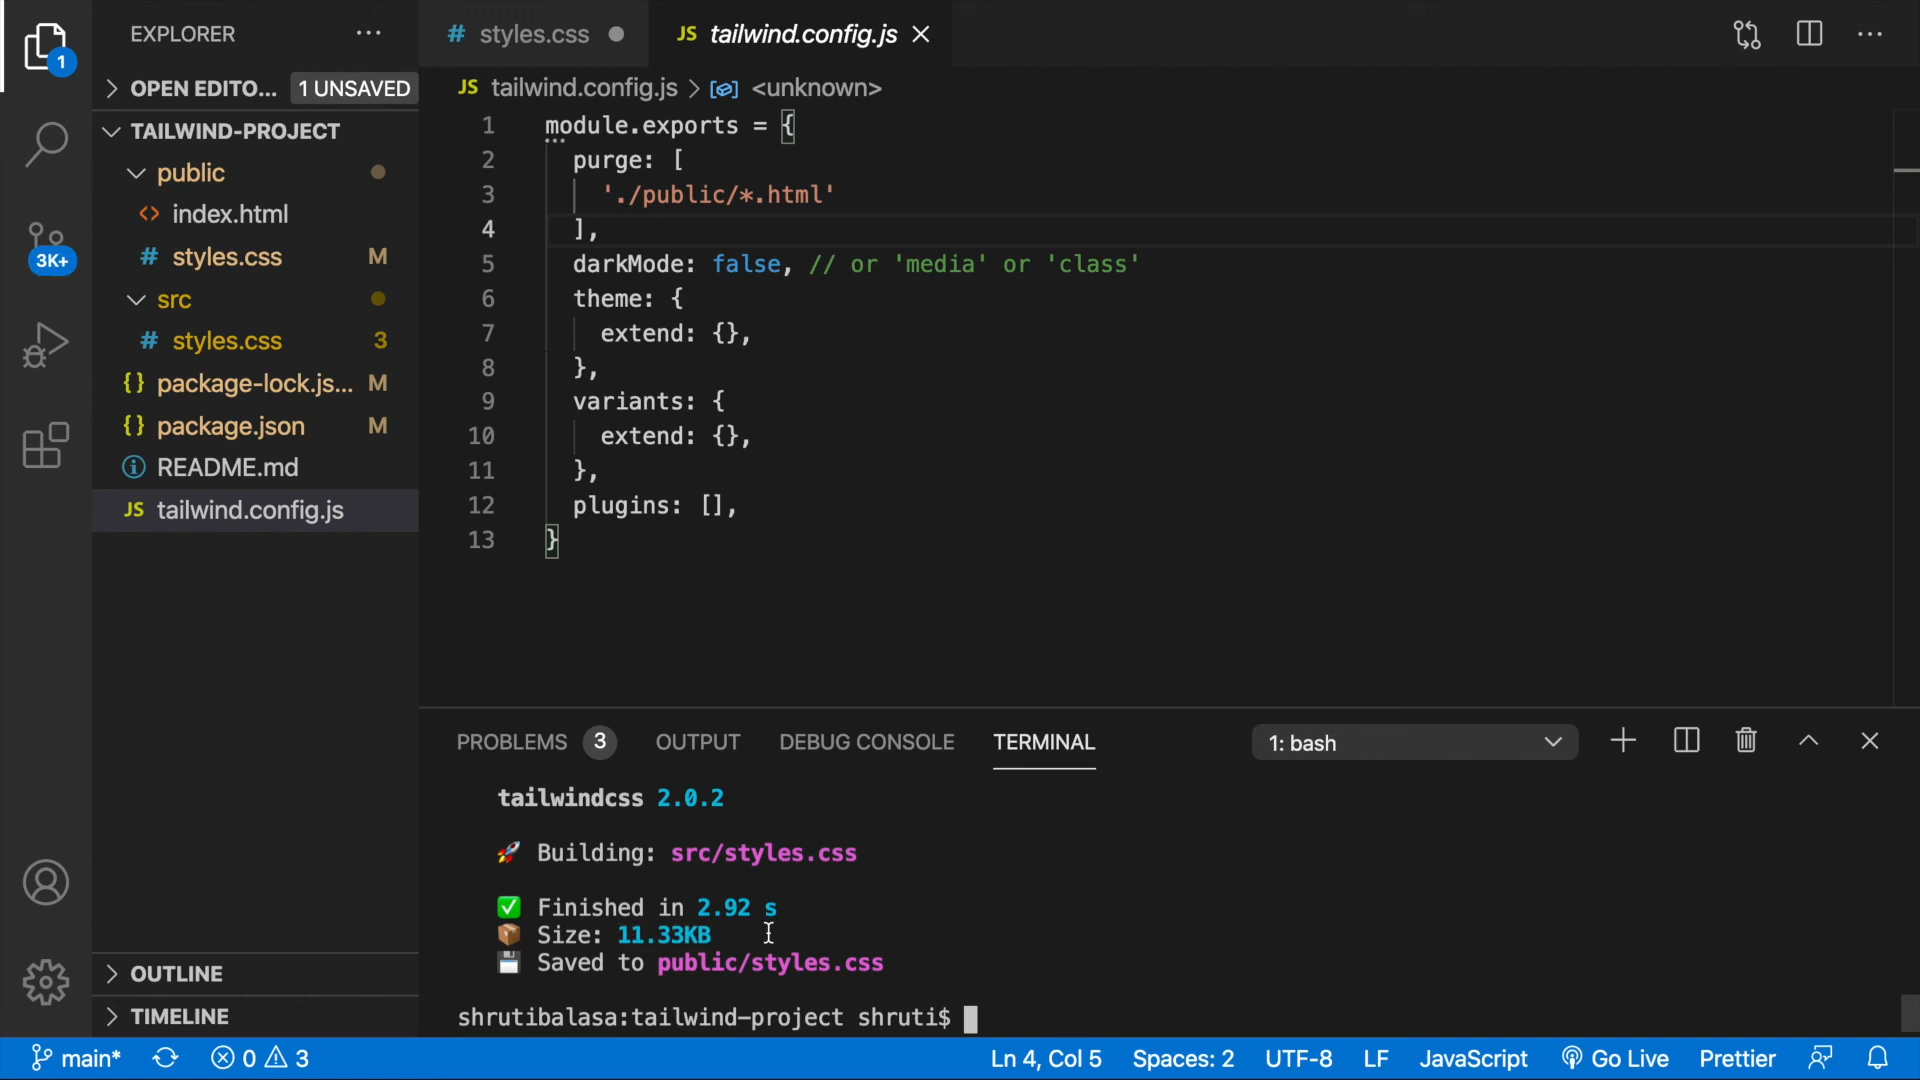 EXPLORER
1
OPEN EDITO... 1 UNSAVED
TAILWIND-PROJECT
public
<> index.html
# styles.css M
src
# styles.css 3
{} package-lock.js... M
{} package.json M
README.md
JS tailwind.config.js
3K+
OUTLINE
TIMELINE
# styles.css
JS tailwind.config.js
JS tailwind.config.js > <unknown>
1 module.exports = {
2 purge: [
3 './public/*.html'
4 ],
5 darkMode: false, // or 'media' or 'class'
6 theme: {
7 extend: {},
8 },
9 variants: {
10 extend: {},
11 },
12 plugins: [],
13 }
PROBLEMS 3 OUTPUT DEBUG CONSOLE TERMINAL 1: bash
tailwindcss 2.0.2
🚀 Building: src/styles.css
✅ Finished in 2.92 s
📦 Size: 11.33KB
💾 Saved to public/styles.css
shrutibalasa:tailwind-project shruti$
main* 0 3 Ln 4, Col 5 Spaces: 2 UTF-8 LF JavaScript Go Live Prettier